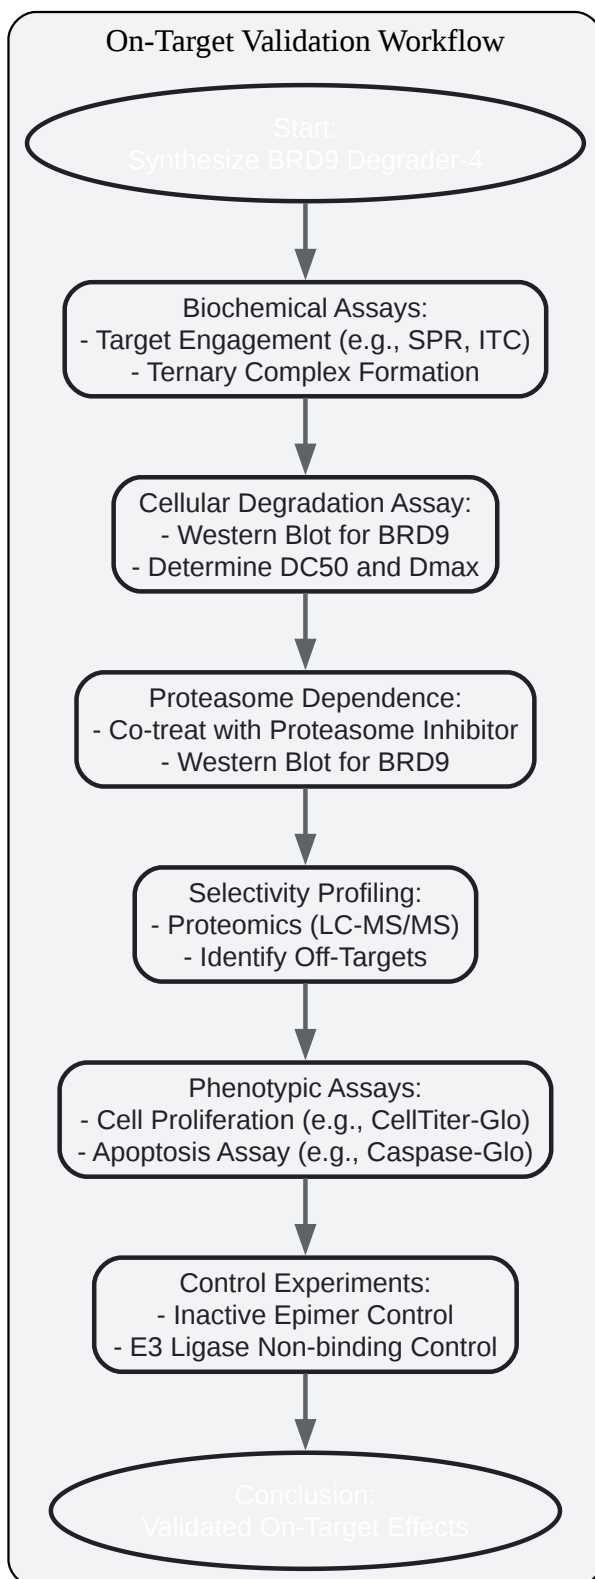 On-Target Validation Workflow
Start:
Synthesize BRD9 Degrader-4
Biochemical Assays:
- Target Engagement (e.g., SPR, ITC)
- Ternary Complex Formation
Cellular Degradation Assay:
- Western Blot for BRD9
- Determine DC50 and Dmax
Proteasome Dependence:
- Co-treat with Proteasome Inhibitor
- Western Blot for BRD9
Selectivity Profiling:
- Proteomics (LC-MS/MS)
- Identify Off-Targets
Phenotypic Assays:
- Cell Proliferation (e.g., CellTiter-Glo)
- Apoptosis Assay (e.g., Caspase-Glo)
Control Experiments:
- Inactive Epimer Control
- E3 Ligase Non-binding Control
Conclusion:
Validated On-Target Effects